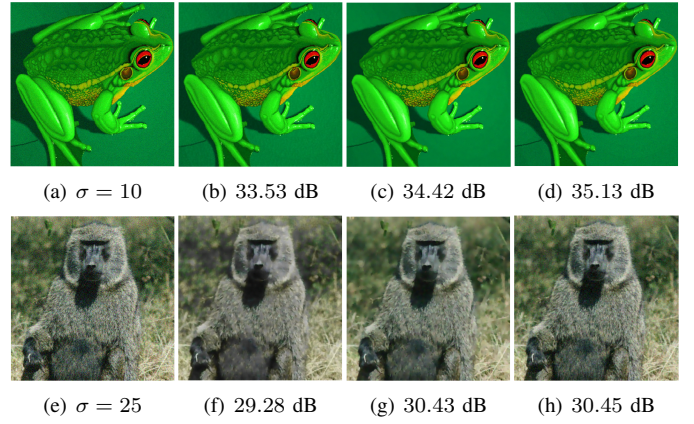 (a) σ = 10 (b) 33.53 dB (c) 34.42 dB (d) 35.13 dB
(e) σ = 25 (f) 29.28 dB (g) 30.43 dB (h) 30.45 dB